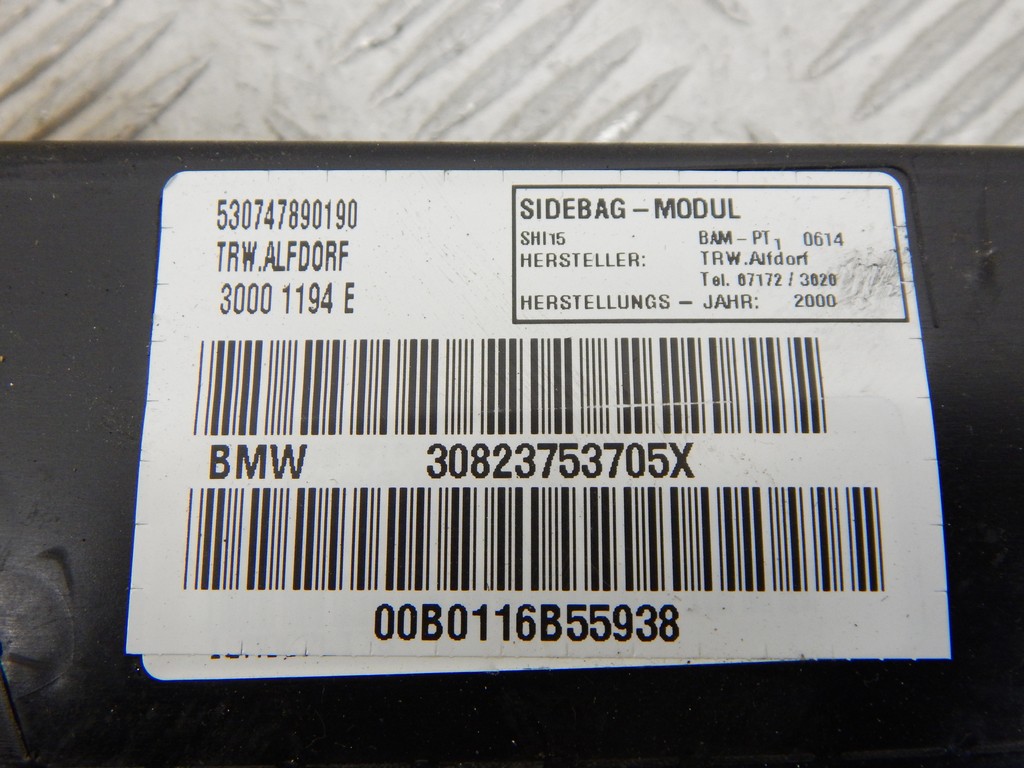 530747890190
TRW.ALFDORF
3000 1194 E
SIDEBAG – MODUL
SHI15 BAM – PT1 0614
HERSTELLER: TRW.Alfdorf
Tel. 07172 / 3020
HERSTELLUNGS – JAHR: 2000
BMW 30823753705X
00B0116B55938